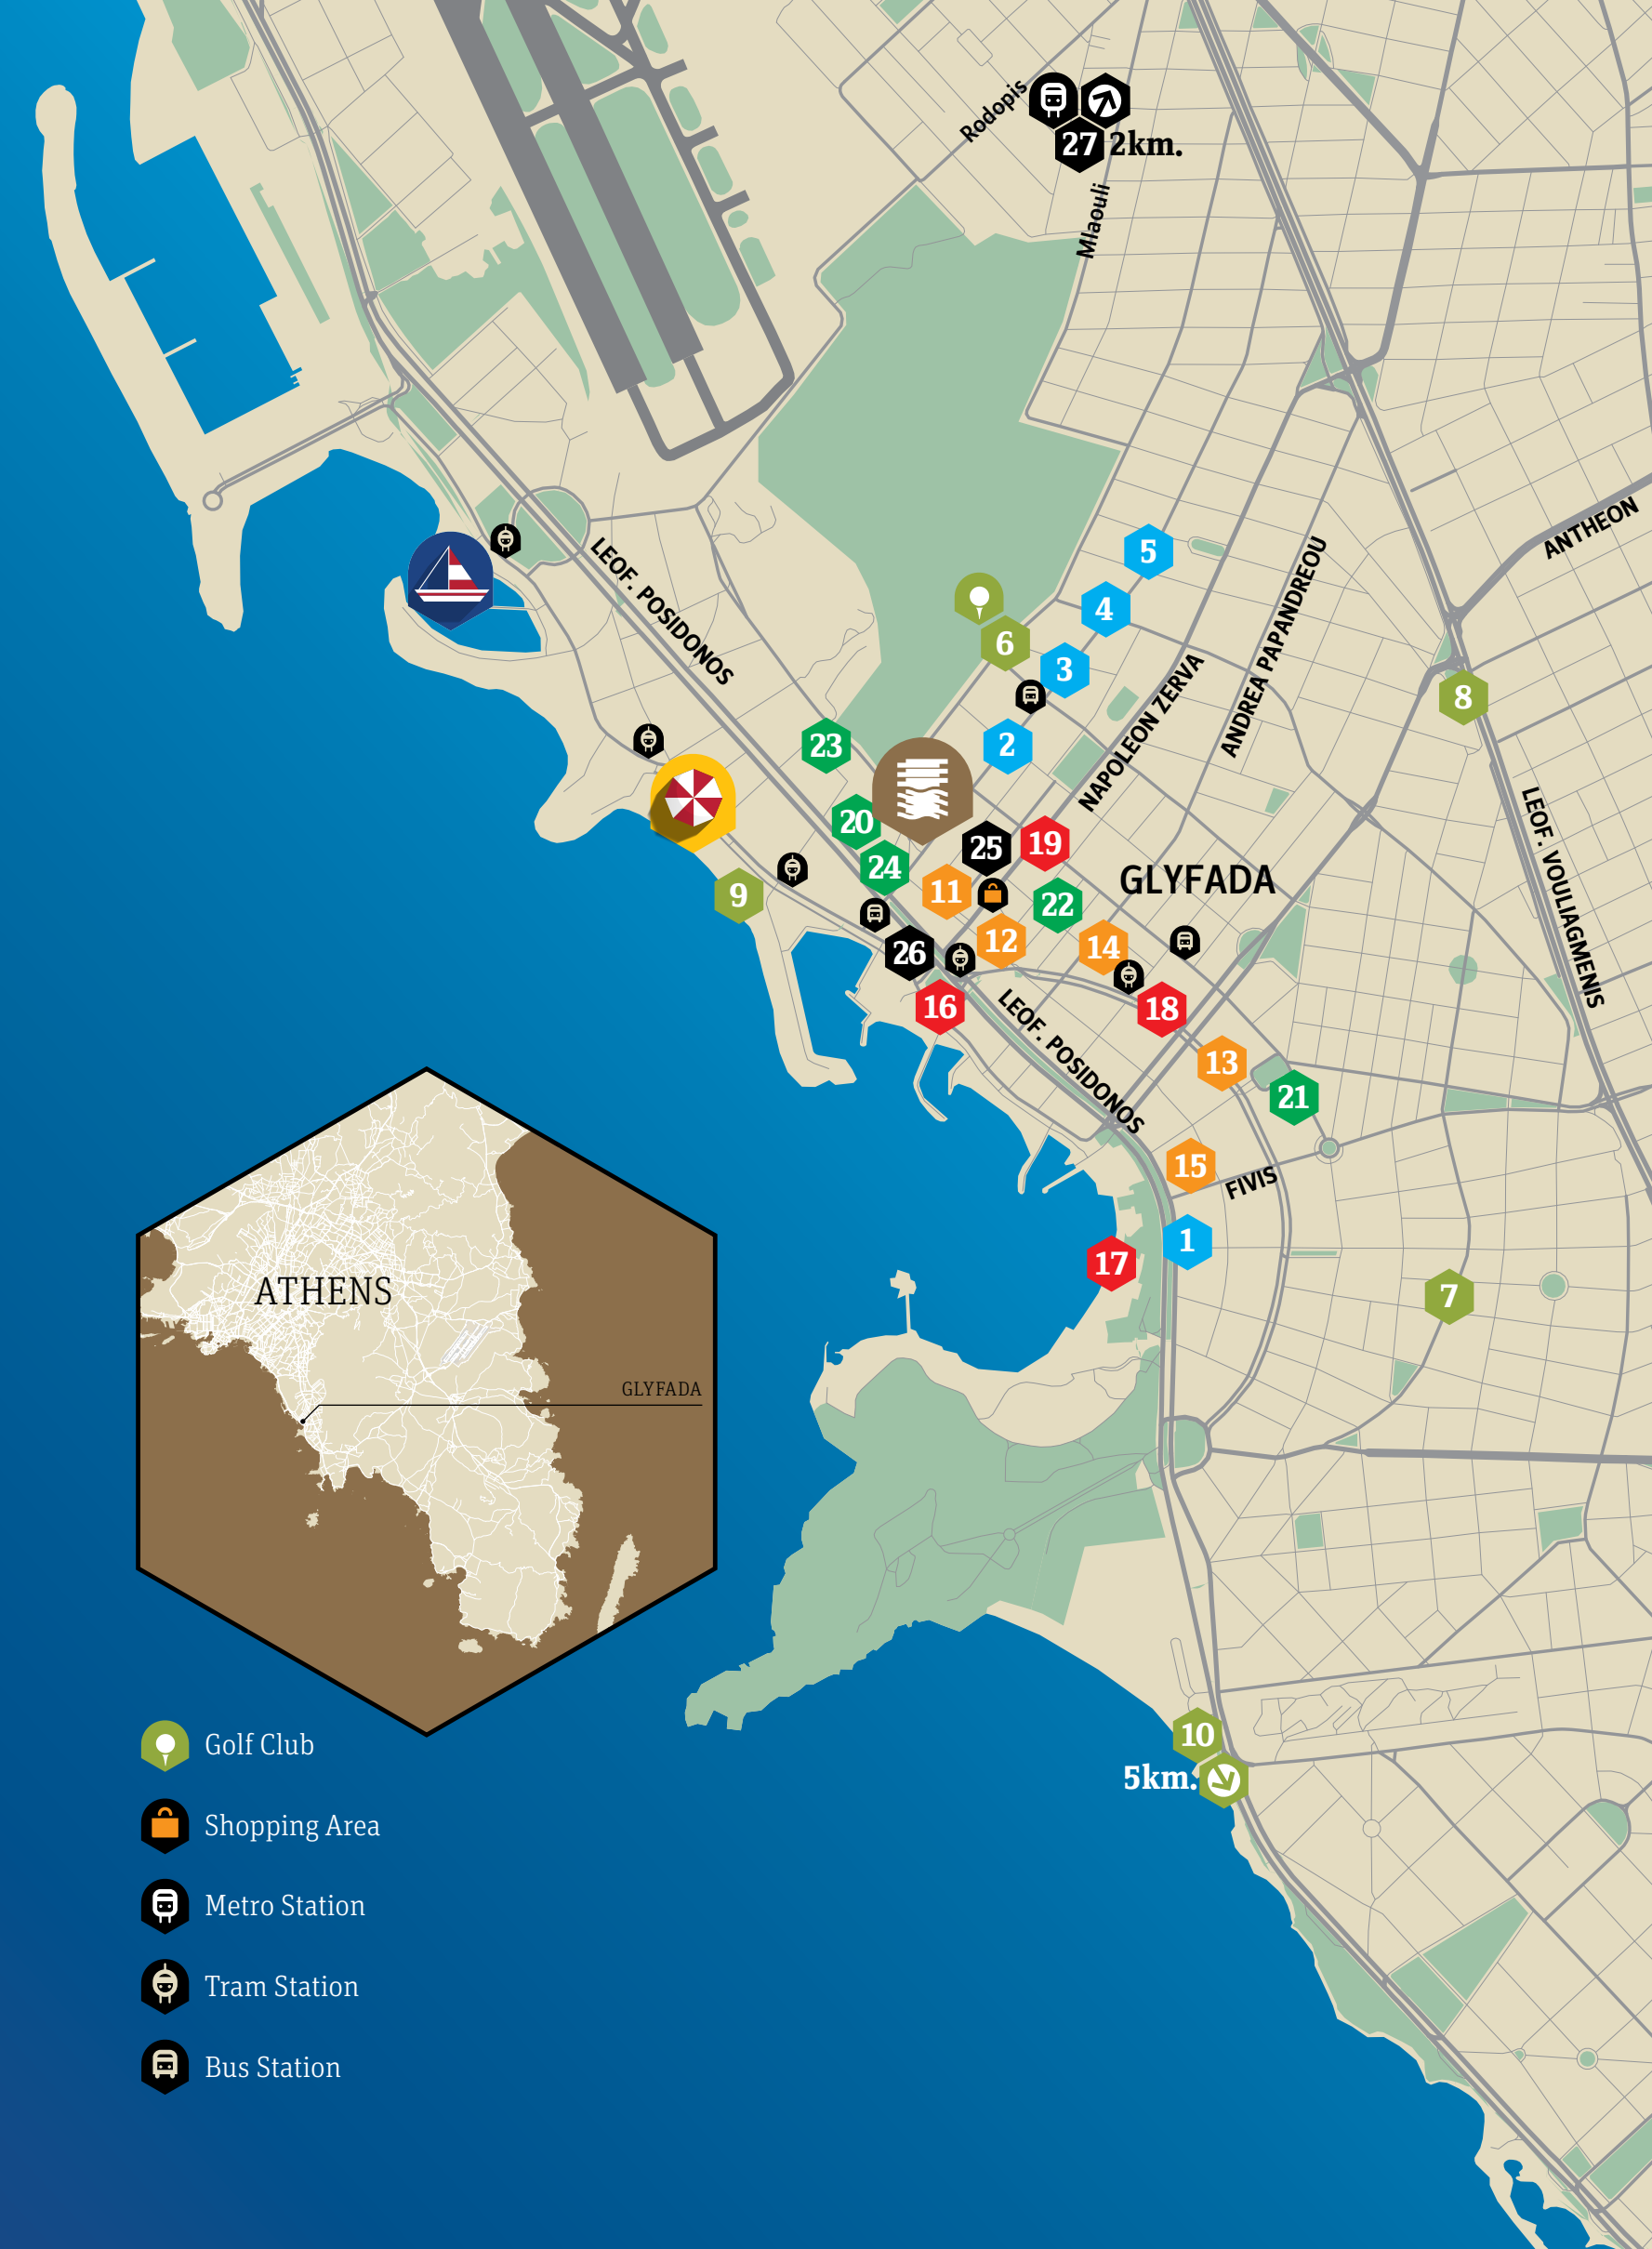 Rodopis
27 2km.
Miaouli
ANTHEON
LEOF. POSIDONOS
5
4
6
3
ANDREA PAPANDREOU
NAPOLEON ZERVA
8
23
2
LEOF. VOULIAGMENIS
20
25
19
24
GLYFADA
9
11
22
12
14
26
16
18
LEOF. POSIDONOS
13
21
15
FIVIS
1
17
7
ATHENS
GLYFADA
10
5km.
Golf Club
Shopping Area
Metro Station
Tram Station
Bus Station